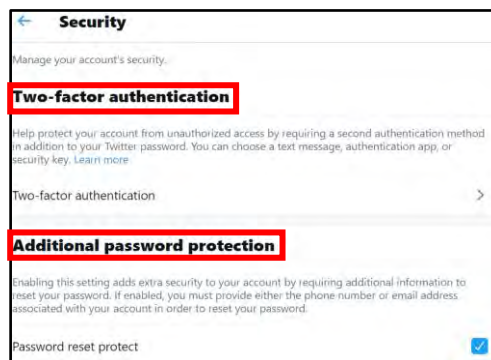 Security
Manage your account's security.
Two-factor authentication
Help protect your account from unauthorized access by requiring a second authentication method
in addition to your Twitter password. You can choose a text message, authentication app, or
security key. Learn more
Two-factor authentication
Additional password protection
Enabling this setting adds extra security to your account by requiring additional information to
reset your password. If enabled, you must provide either the phone number or email address
associated with your account in order to reset your password.
Password reset protect